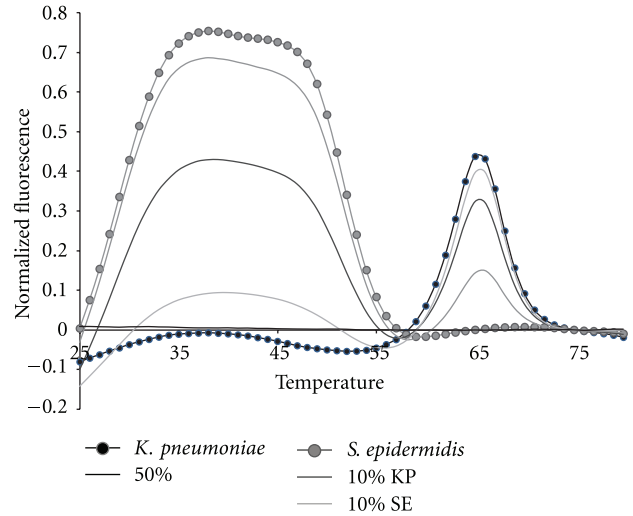 0.8
0.7
0.6
0.5
0.4
0.3
0.2
0.1
0
−0.1
−0.2
Normalized fluorescence
25 35 45 55 65 75
Temperature
K. pneumoniae
50%
S. epidermidis
10% KP
10% SE